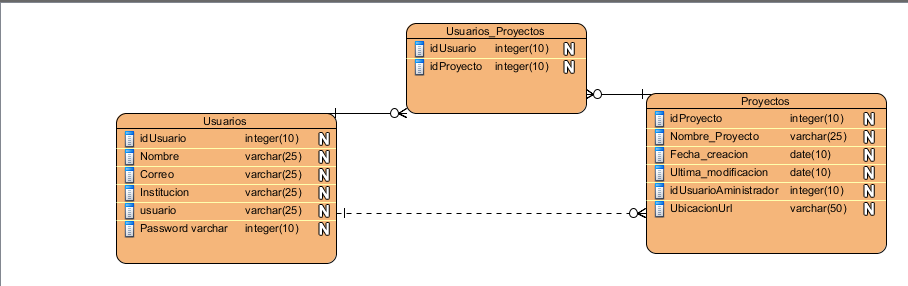 Usuarios_Proyectos
idUsuario integer(10) N
idProyecto integer(10) N
Usuarios
idUsuario integer(10) N
Nombre varchar(25) N
Correo varchar(25) N
Institucion varchar(25) N
usuario varchar(25) N
Password varchar integer(10) N
Proyectos
idProyecto integer(10) N
Nombre_Proyecto varchar(25) N
Fecha_creacion date(10) N
Ultima_modificacion date(10) N
idUsuarioAministrador integer(10) N
UbicacionUrl varchar(50) N